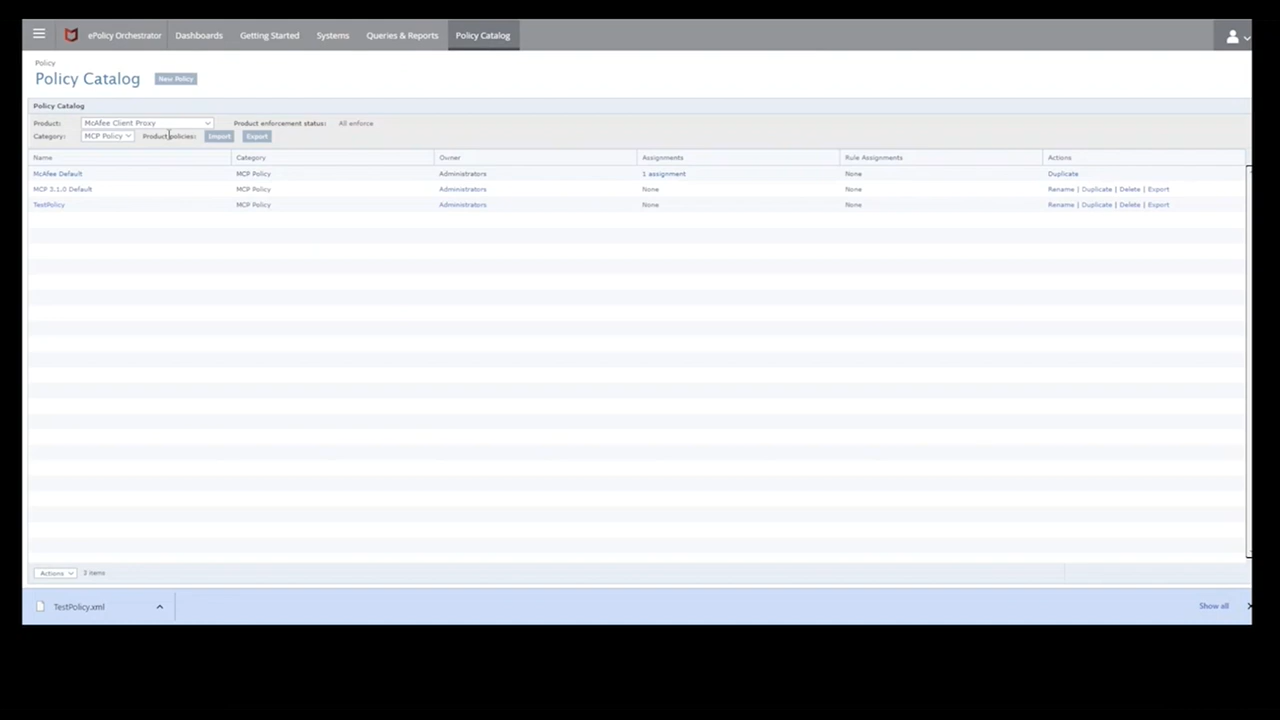 ePolicy Orchestrator Dashboards Getting Started Systems Queries & Reports Policy Catalog
Policy
Policy Catalog New Policy
Policy Catalog
Product: McAfee Client Proxy Product enforcement status: All enforce
Category: MCP Policy Product policies: Import Export
Name Category Owner Assignments Rule Assignments Actions
McAfee Default MCP Policy Administrators 1 assignment None Duplicate
MCP 3.1.0 Default MCP Policy Administrators None None Rename | Duplicate | Delete | Export
TestPolicy MCP Policy Administrators None None Rename | Duplicate | Delete | Export
Actions 3 items
TestPolicy.xml Show all